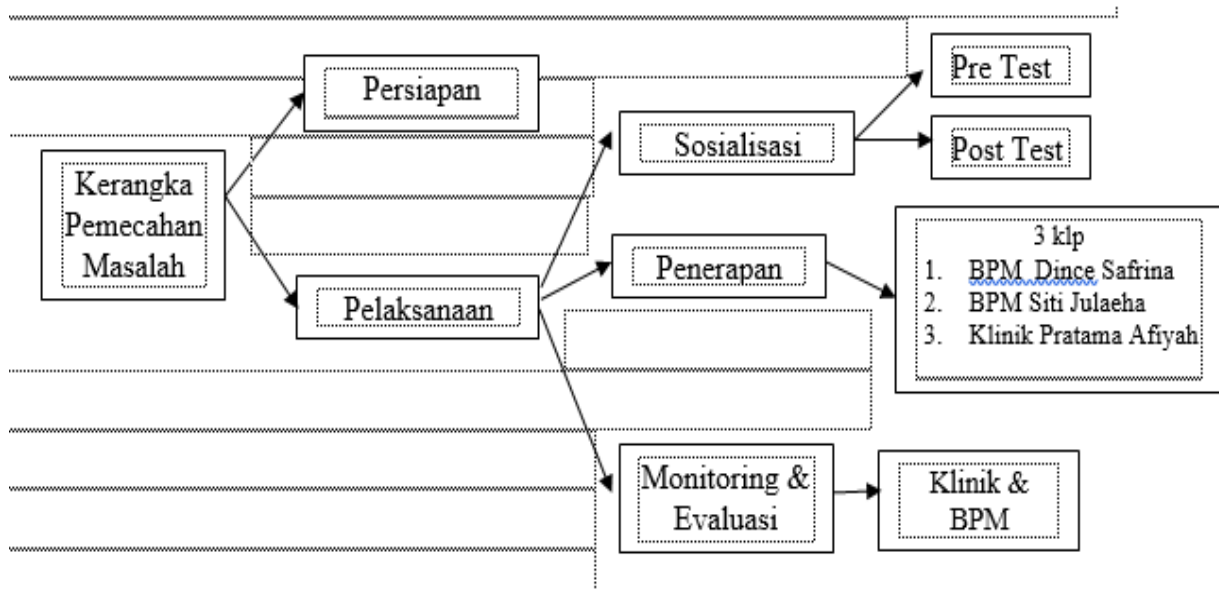 Kerangka
Pemecahan
Masalah
Persiapan
Pelaksanaan
Sosialisasi
Pre Test
Post Test
Penerapan
3 klp
1. BPM Dince Safrina
2. BPM Siti Julaeha
3. Klinik Pratama Afiyah
Monitoring &
Evaluasi
Klinik &
BPM